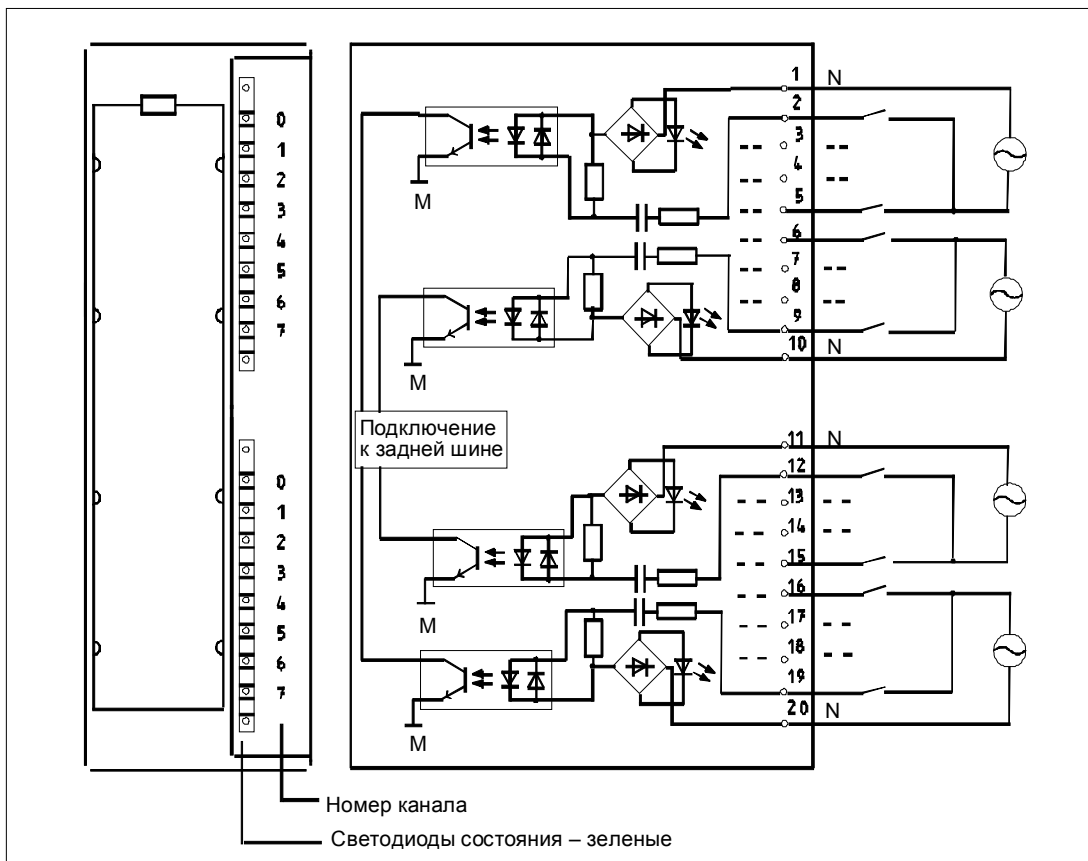 0
1
2
3
4
5
6
7
0
1
2
3
4
5
6
7
1 N
2
3
4
5
6
7
8
9
10 N
11 N
12
13
14
15
16
17
18
19
20 N
M
M
Подключение
к задней шине
M
M
Номер канала
Светодиоды состояния – зеленые